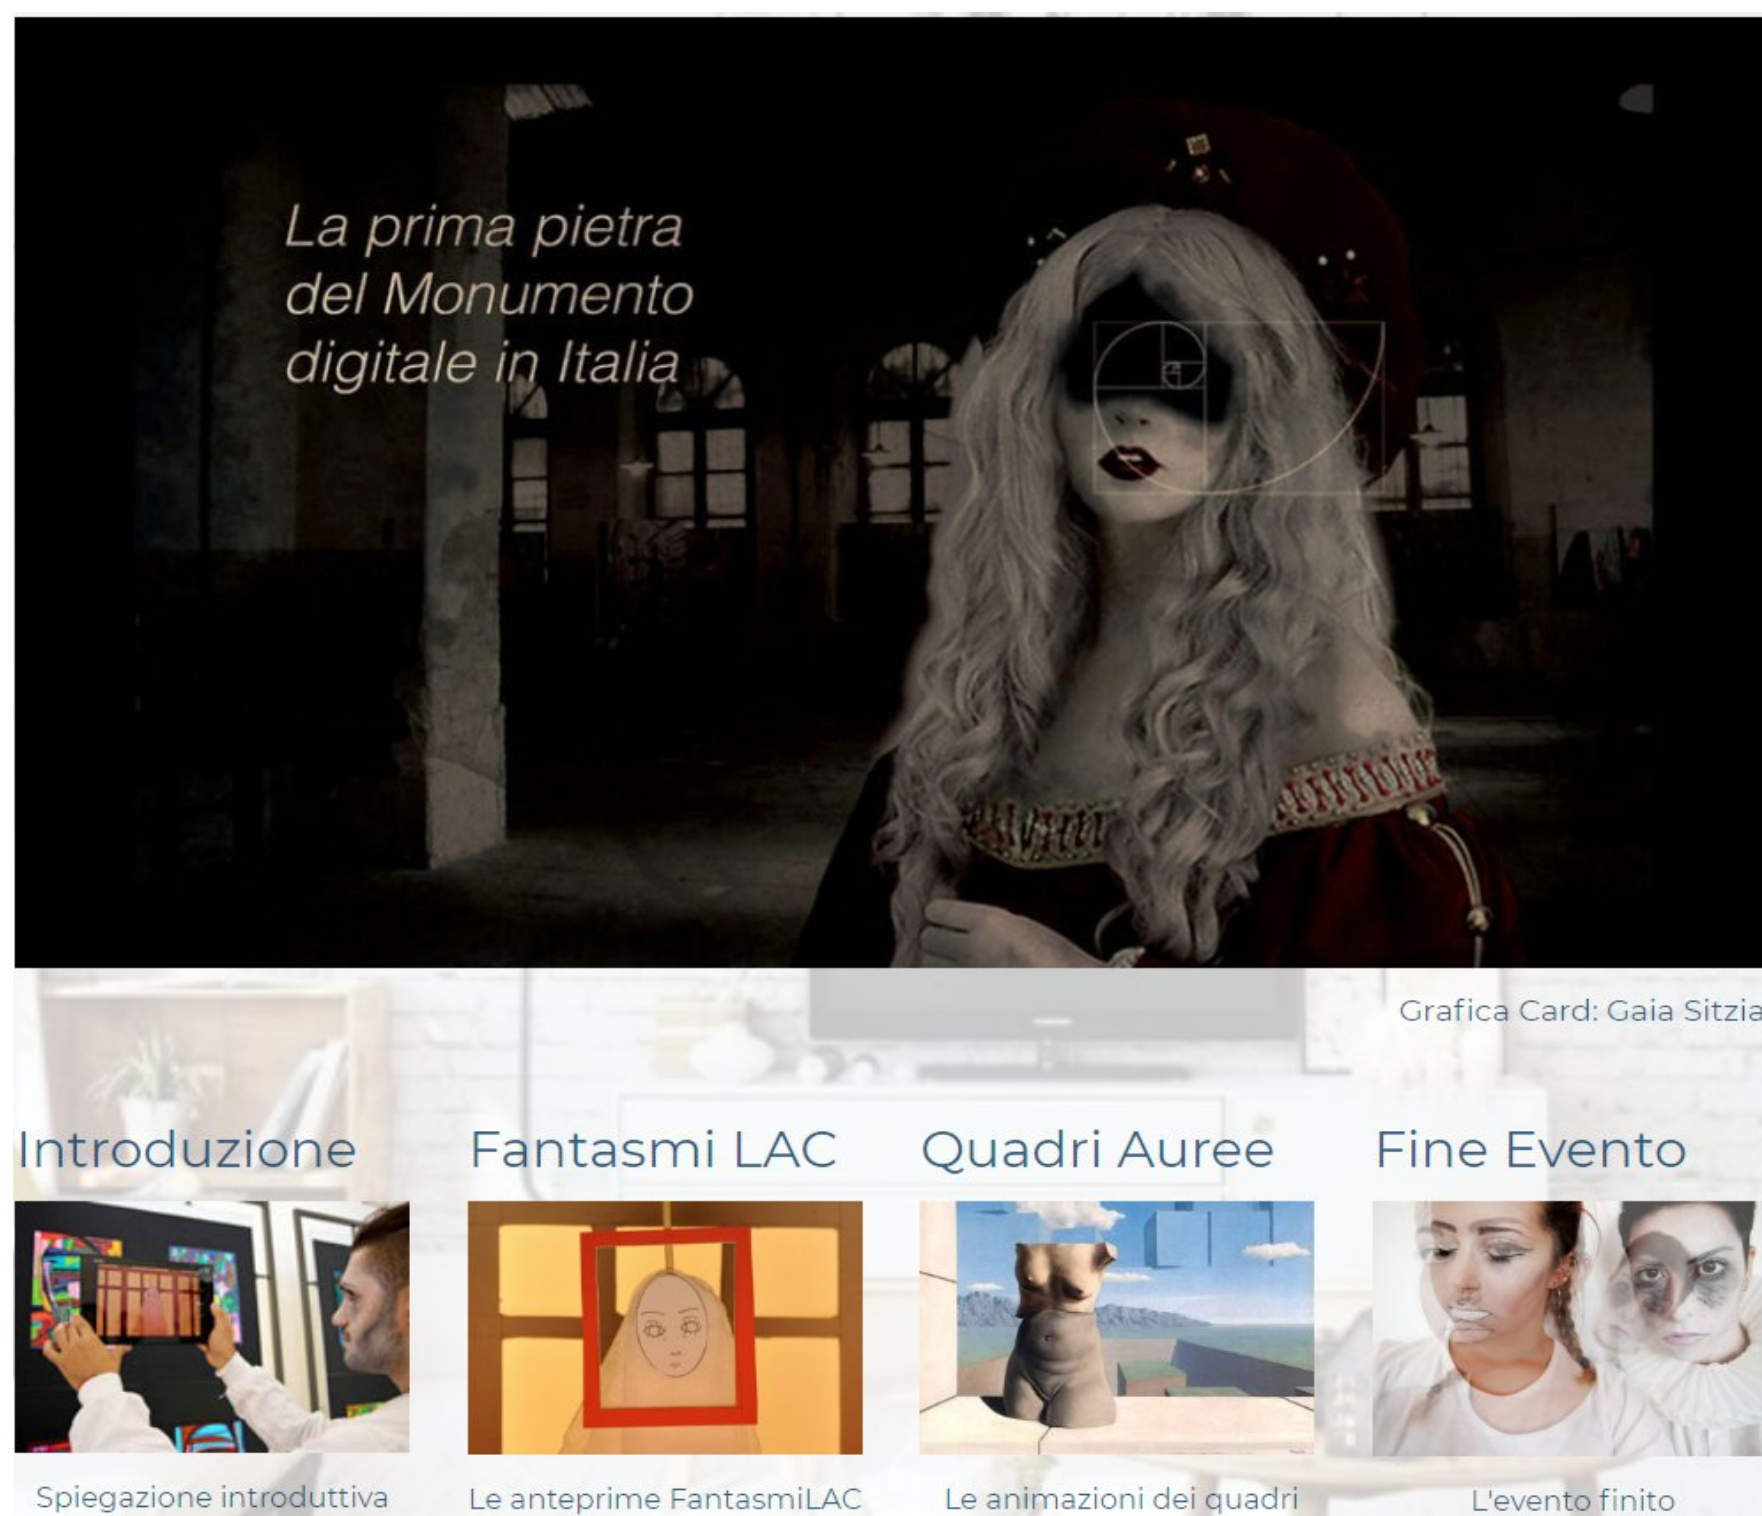 La prima pietra
del Monumento
digitale in Italia
Grafica Card: Gaia Sitzia
Introduzione
Fantasmi LAC
Quadri Auree
Fine Evento
Spiegazione introduttiva
Le anteprime FantasmiLAC
Le animazioni dei quadri
L'evento finito